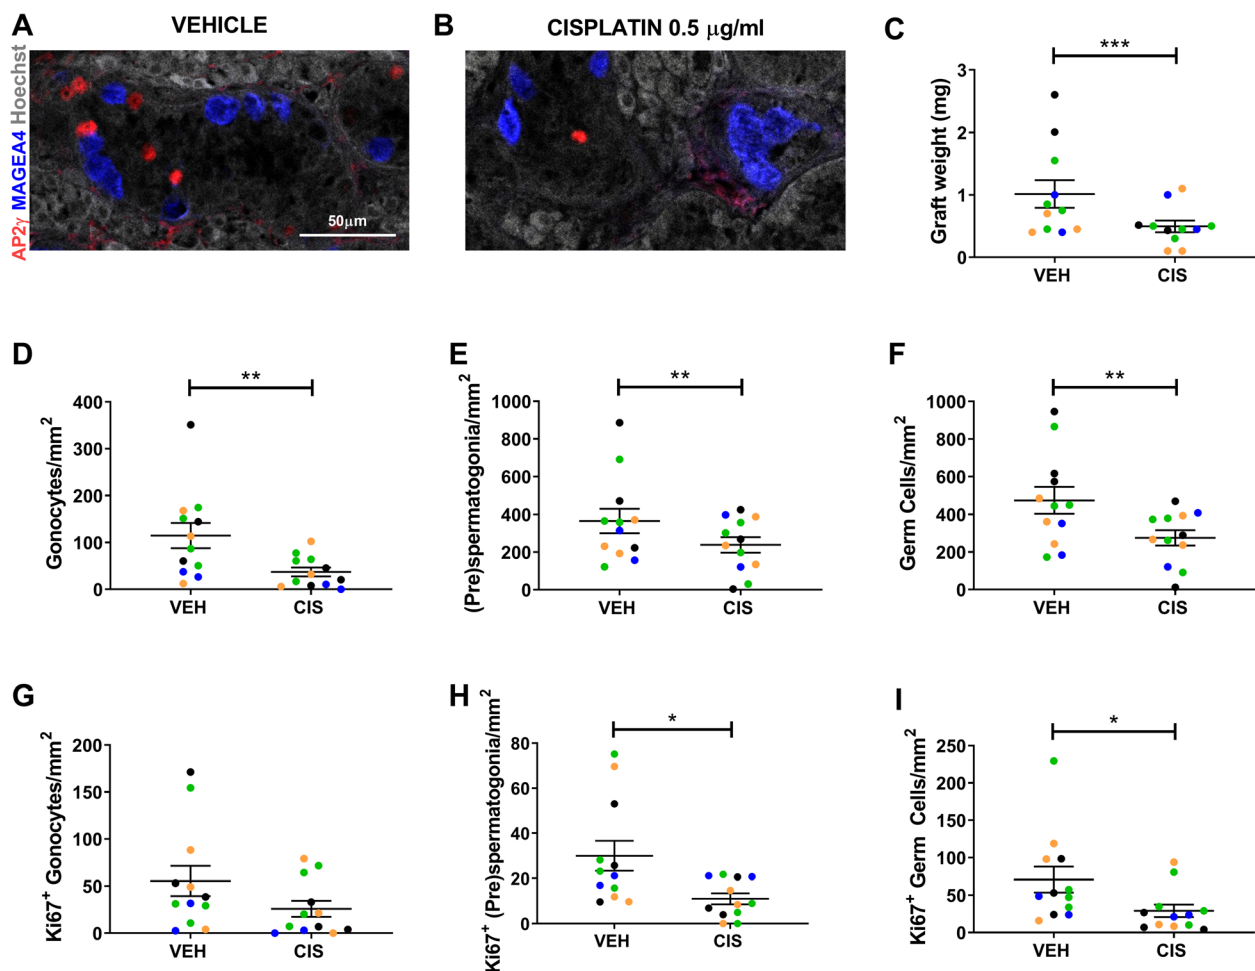 A
VEHICLE
AP2γ MAGEA4 Hoechst
50μm
B
CISPLATIN 0.5 μg/ml
C
***
Graft weight (mg)
3
2
1
0
VEH
CIS
D
**
Gonocytes/mm²
400
300
200
100
0
VEH
CIS
E
**
(Pre)spermatogonia/mm²
1000
800
600
400
200
0
VEH
CIS
F
**
Germ Cells/mm²
1000
800
600
400
200
0
VEH
CIS
G
Ki67⁺ Gonocytes/mm²
200
150
100
50
0
VEH
CIS
H
*
Ki67⁺ (Pre)spermatogonia/mm²
80
60
40
20
0
VEH
CIS
I
*
Ki67⁺ Germ Cells/mm²
250
200
150
100
50
0
VEH
CIS